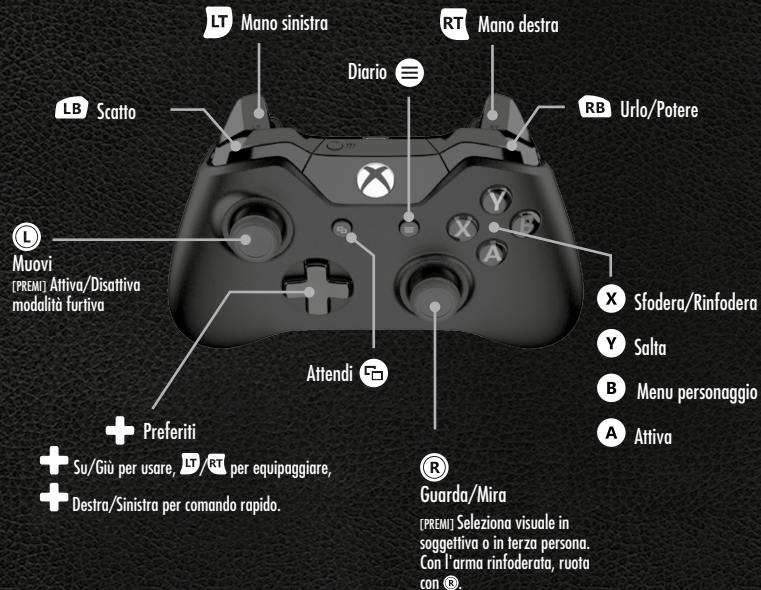 LT Mano sinistra
RT Mano destra
Diario
LB Scatto
RB Urlo/Potere
Y
X B
A
L
Muovi
[PREMI] Attiva/Disattiva
modalità furtiva
X Sfodera/Rinfodera
Y Salta
B Menu personaggio
A Attiva
Attendi
Preferiti
Su/Giù per usare, LT/RT per equipaggiare,
Destra/Sinistra per comando rapido.
R
Guarda/Mira
[PREMI] Seleziona visuale in
soggettiva o in terza persona.
Con l'arma rinfoderata, ruota
con R.